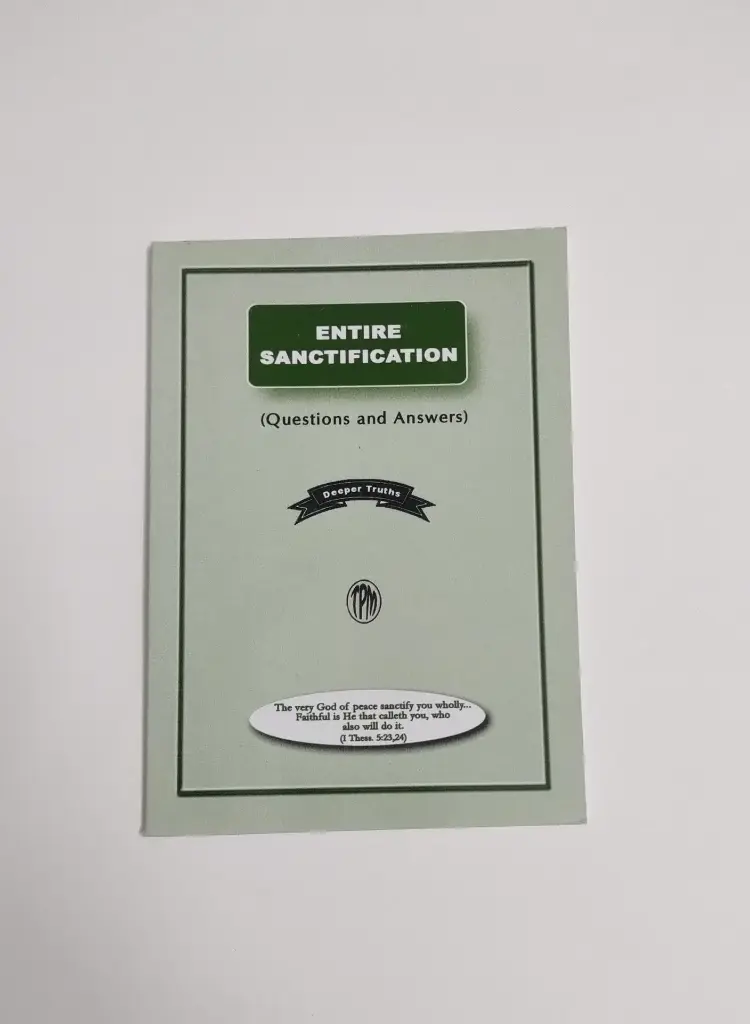 ENTIRE
SANCTIFICATION
(Questions and Answers)
Deeper Truths
TPM
The very God of peace sanctify you wholly...
Faithful is He that calleth you, who
also will do it.
(I Thess. 5:23,24)